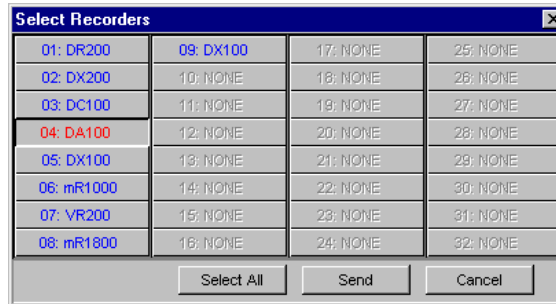 Select Recorders
01: DR200 09: DX100 17: NONE 25: NONE
02: DX200 10: NONE 18: NONE 26: NONE
03: DC100 11: NONE 19: NONE 27: NONE
04: DA100 12: NONE 20: NONE 28: NONE
05: DX100 13: NONE 21: NONE 29: NONE
06: mR1000 14: NONE 22: NONE 30: NONE
07: VR200 15: NONE 23: NONE 31: NONE
08: mR1800 16: NONE 24: NONE 32: NONE
Select All Send Cancel